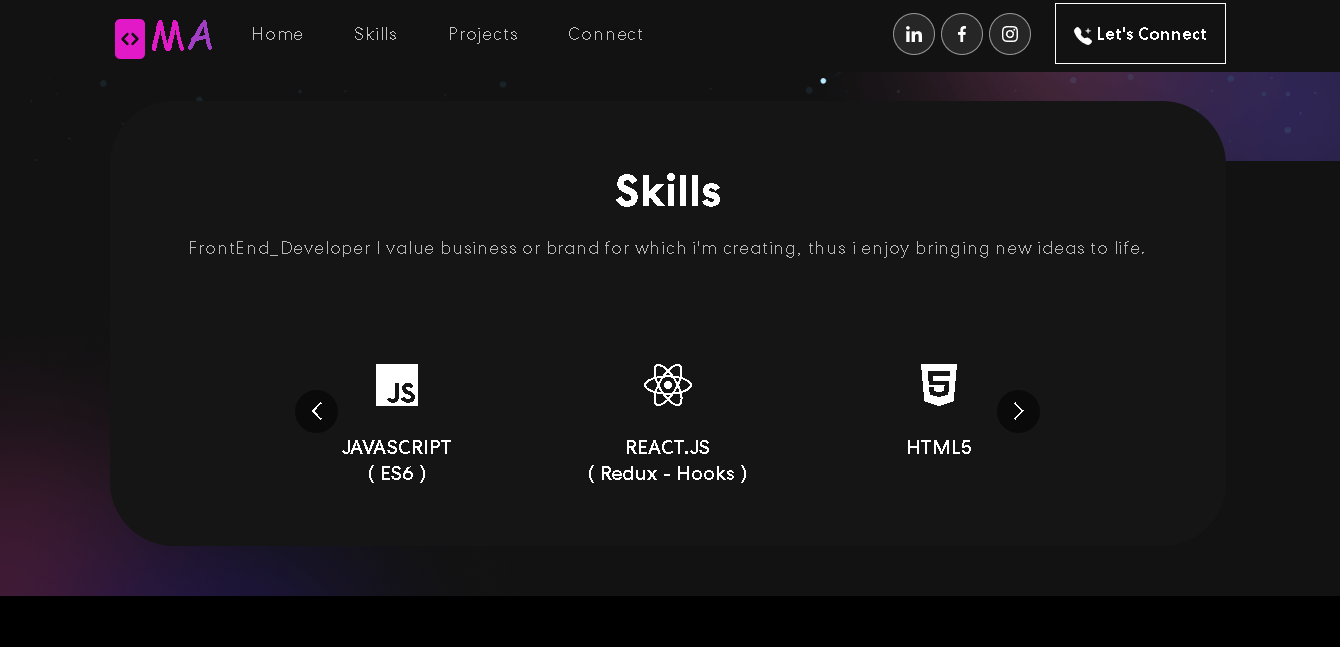 MA
Home
Skills
Projects
Connect
in
f
Let's Connect
Skills
FrontEnd_Developer I value business or brand for which i'm creating, thus i enjoy bringing new ideas to life.
JS
5
JAVASCRIPT
( ES6 )
REACT.JS
( Redux - Hooks )
HTML5